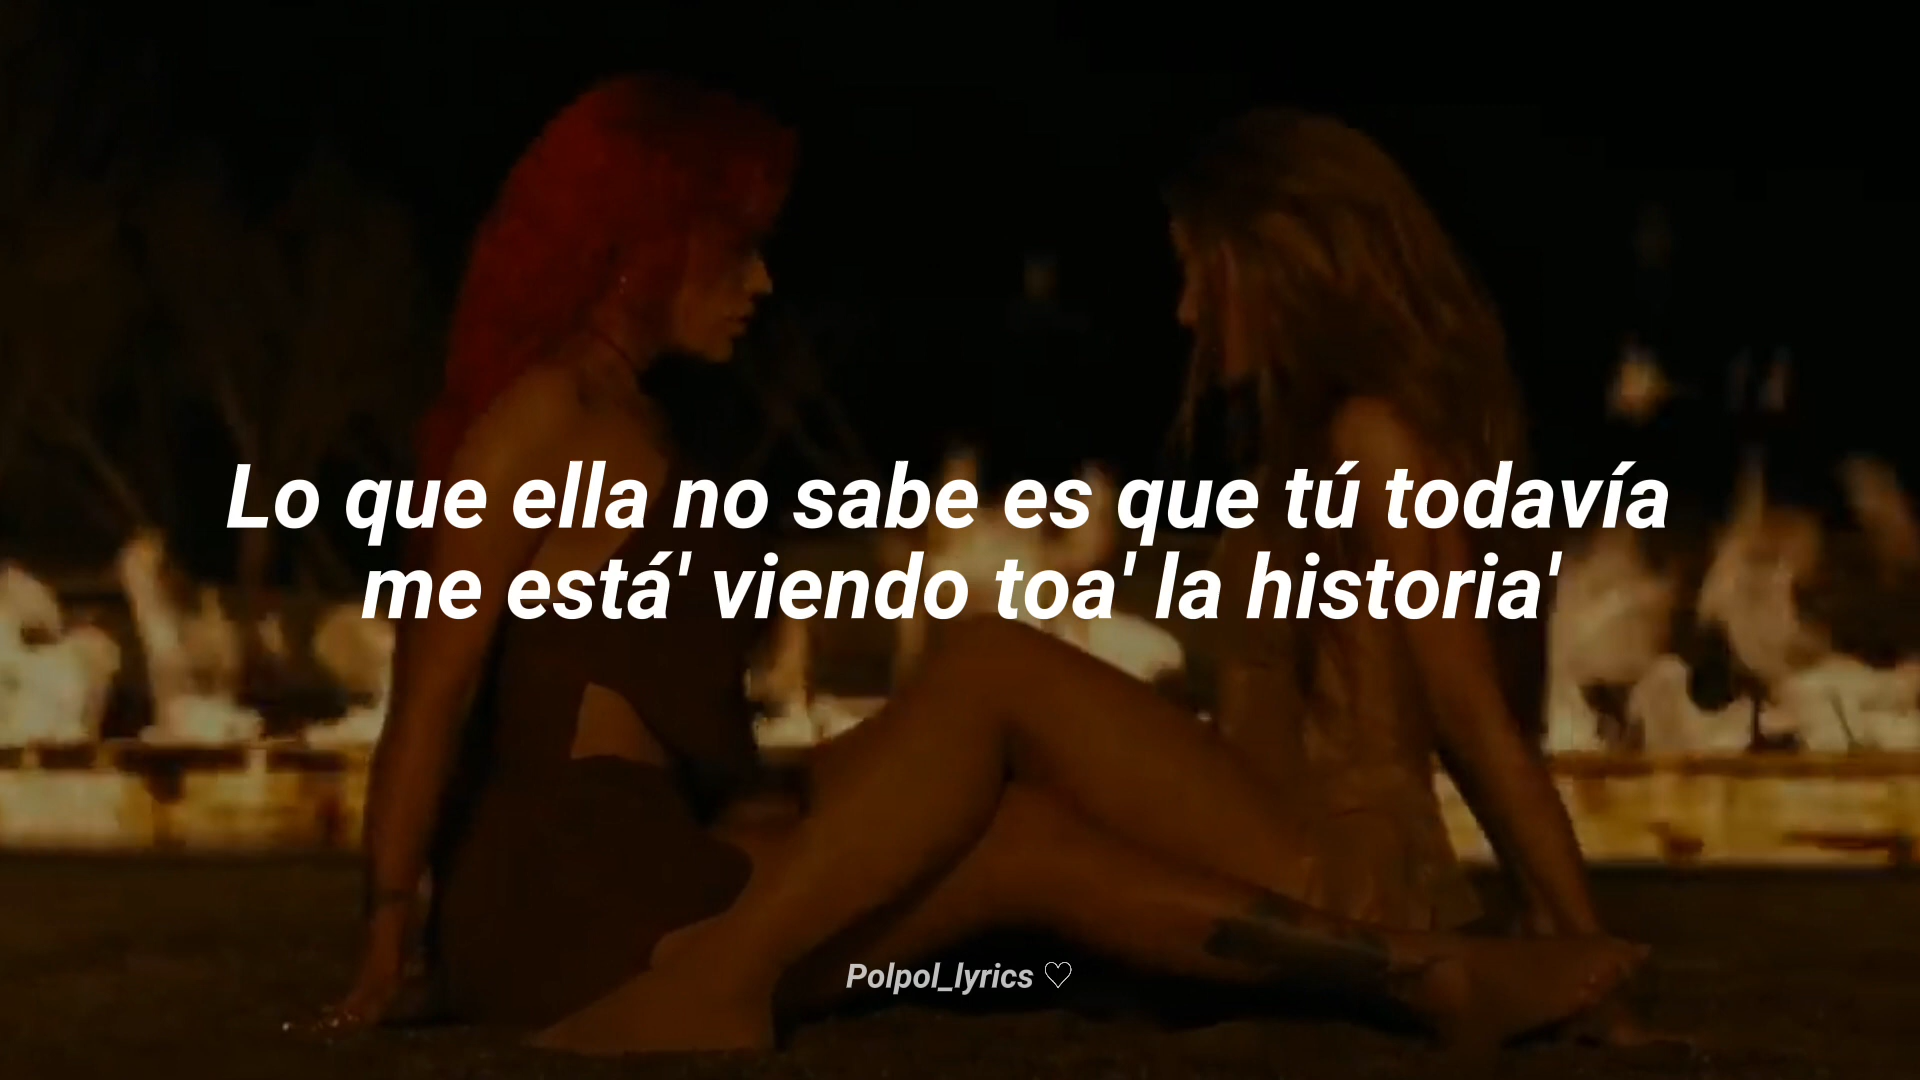 Lo que ella no sabe es que tú todavía
me está' viendo toa' la historia'
Polpol_lyrics ♡